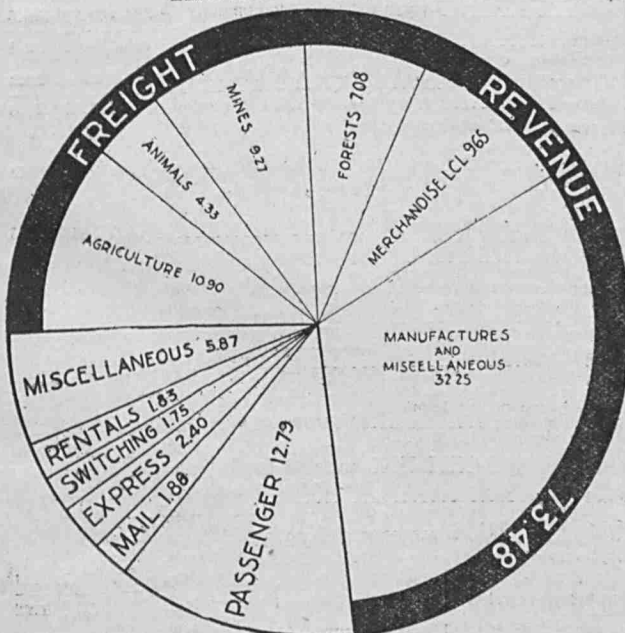 FREIGHT
REVENUE
73.48
AGRICULTURE 10.90
ANIMALS 4.33
MINES 9.27
FORESTS 7.08
MERCHANDISE LCL 9.65
MANUFACTURES
AND
MISCELLANEOUS
32.25
PASSENGER 12.79
MAIL 1.88
EXPRESS 2.40
SWITCHING 1.75
RENTALS 1.83
MISCELLANEOUS 5.87